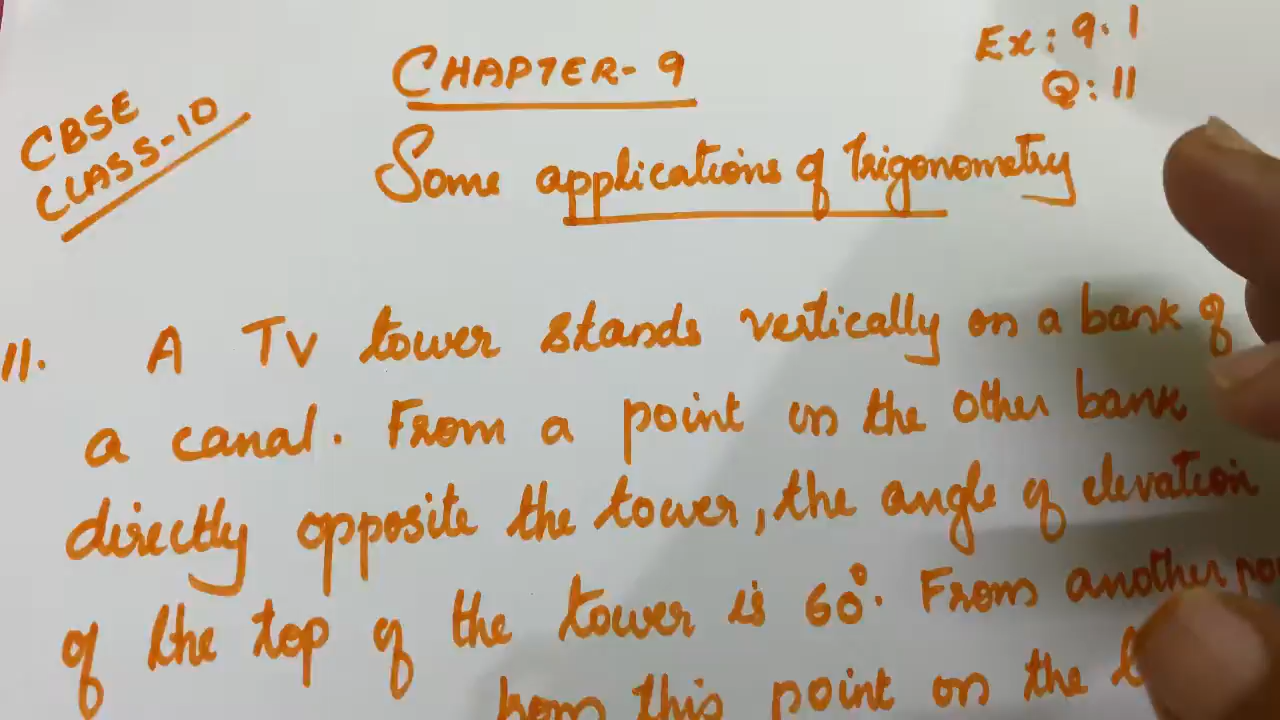 CBSE
CLASS-10
CHAPTER-9
Ex: 9.1
Q: 11
Some applications of Trigonometry
11. A TV tower stands vertically on a bank of
a canal. From a point on the other bank
directly opposite the tower, the angle of elevation
of the top of the tower is 60°. From another
from this point on the